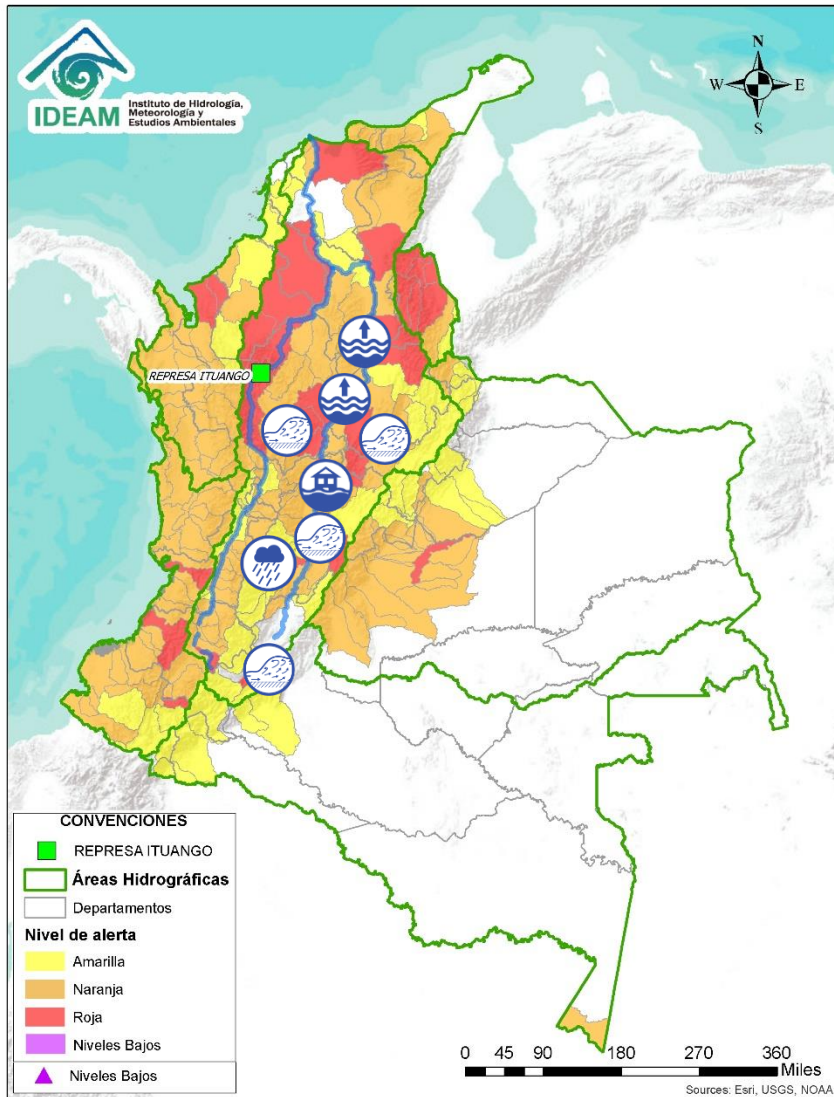 IDEAM
Instituto de Hidrología,
Meteorología y
Estudios Ambientales
N
W
E
S
REPRESA ITUANGO
CONVENCIONES
REPRESA ITUANGO
Áreas Hidrográficas
Departamentos
Nivel de alerta
Amarilla
Naranja
Roja
Niveles Bajos
Niveles Bajos
0 45 90 180 270 360
Miles
Sources: Esri, USGS, NOAA